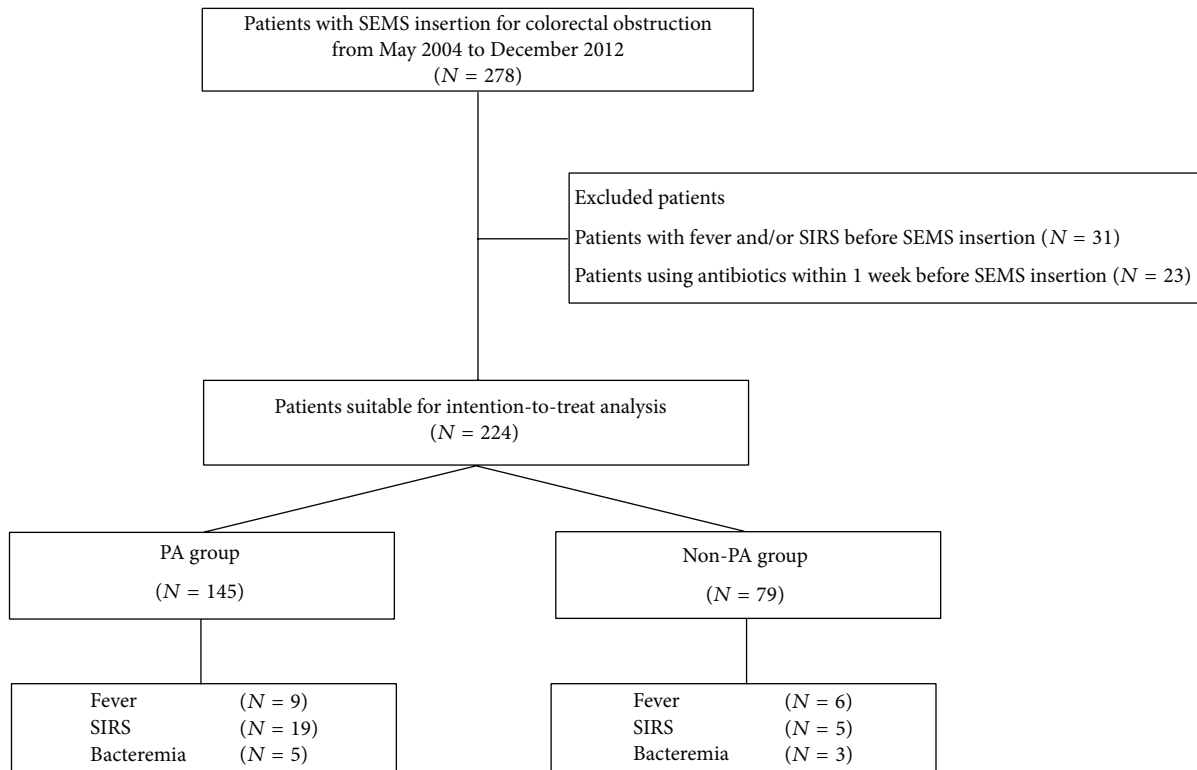 Patients with SEMS insertion for colorectal obstruction
from May 2004 to December 2012
(N = 278)
Excluded patients
Patients with fever and/or SIRS before SEMS insertion (N = 31)
Patients using antibiotics within 1 week before SEMS insertion (N = 23)
Patients suitable for intention-to-treat analysis
(N = 224)
PA group
(N = 145)
Non-PA group
(N = 79)
Fever (N = 9)
SIRS (N = 19)
Bacteremia (N = 5)
Fever (N = 6)
SIRS (N = 5)
Bacteremia (N = 3)